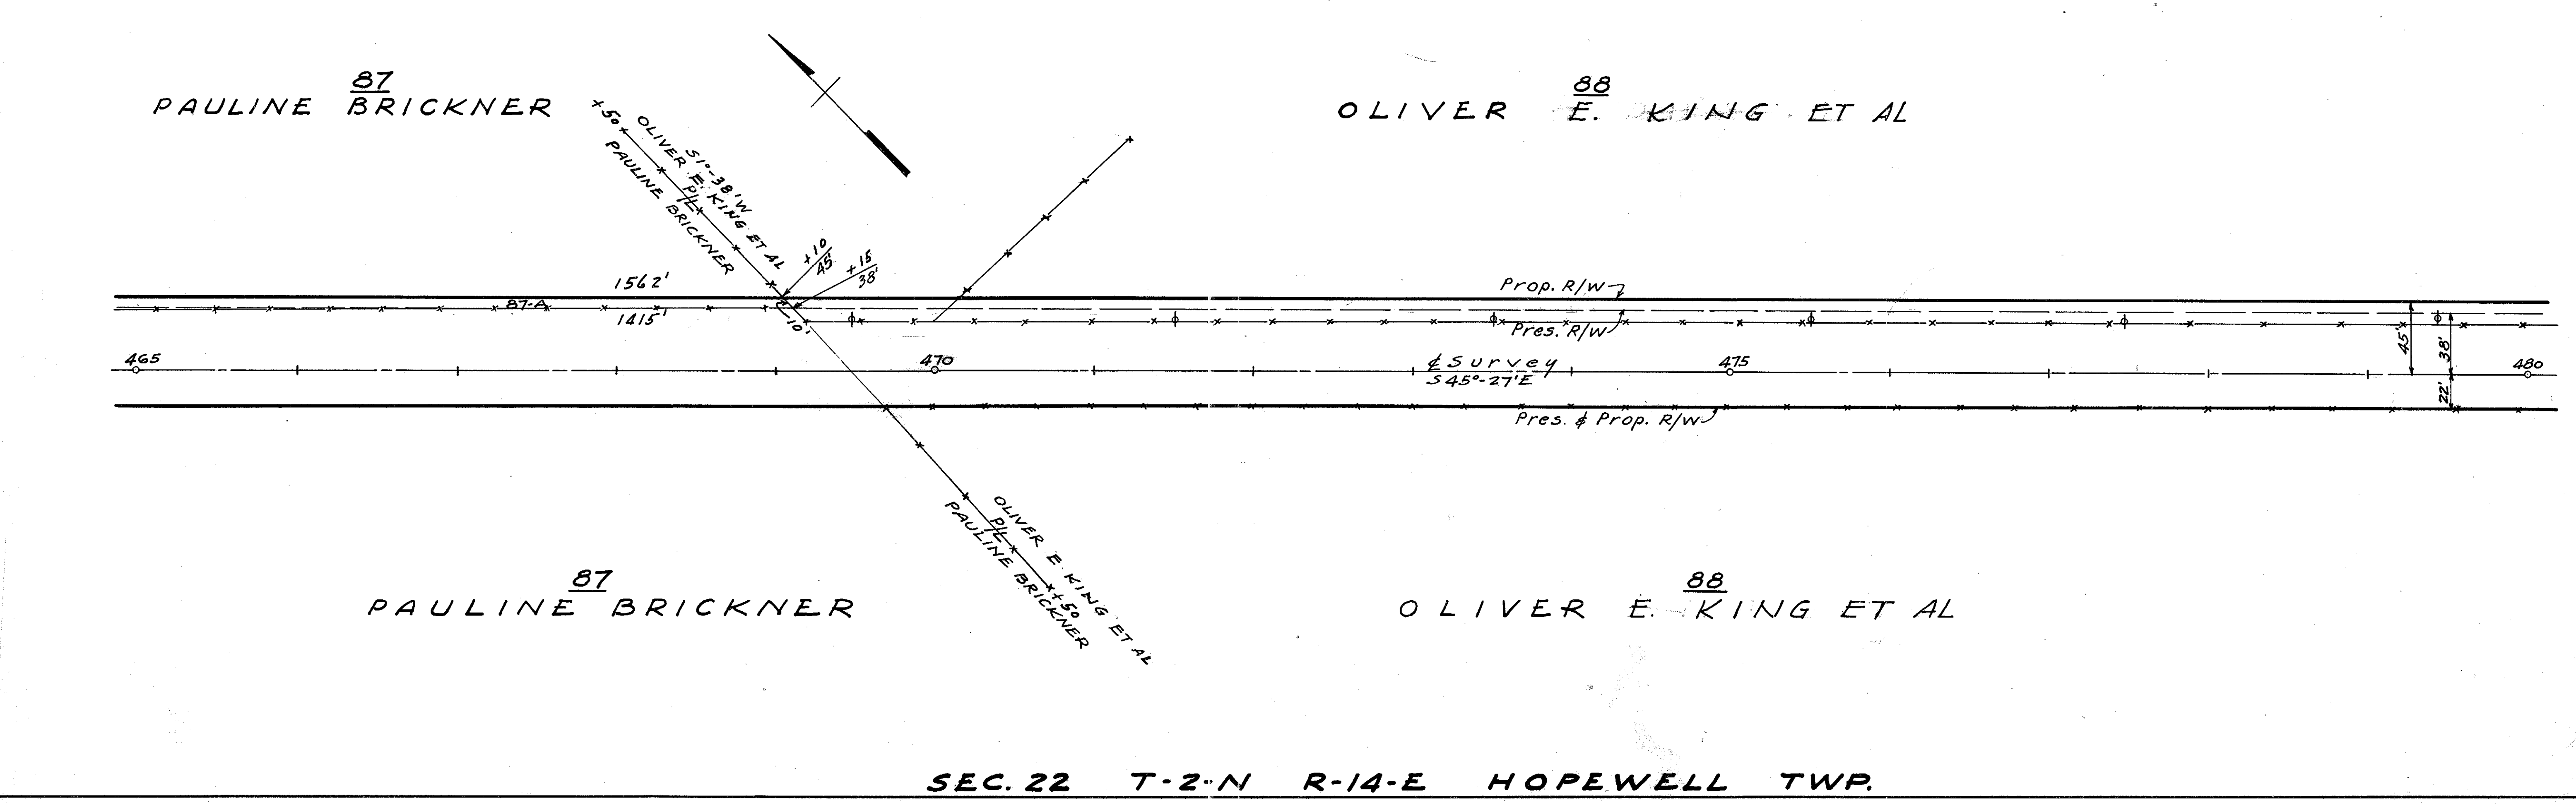 87
PAULINE BRICKNER
88
OLIVER E. KING ET AL
+50
OLIVER E. KING ET AL
S1°-38'W
P/L
PAULINE BRICKNER
+10
45'
+15
38'
1562'
87-A
1415'
10'
Prop. R/W
Pres. R/W
465
470
℄ Survey
S45°-27'E
475
480
45'
38'
22'
Pres. & Prop. R/W
OLIVER E KING ET AL
P/L
PAULINE BRICKNER
+50
87
PAULINE BRICKNER
88
OLIVER E. KING ET AL
SEC. 22 T-2-N R-14-E HOPEWELL TWP.